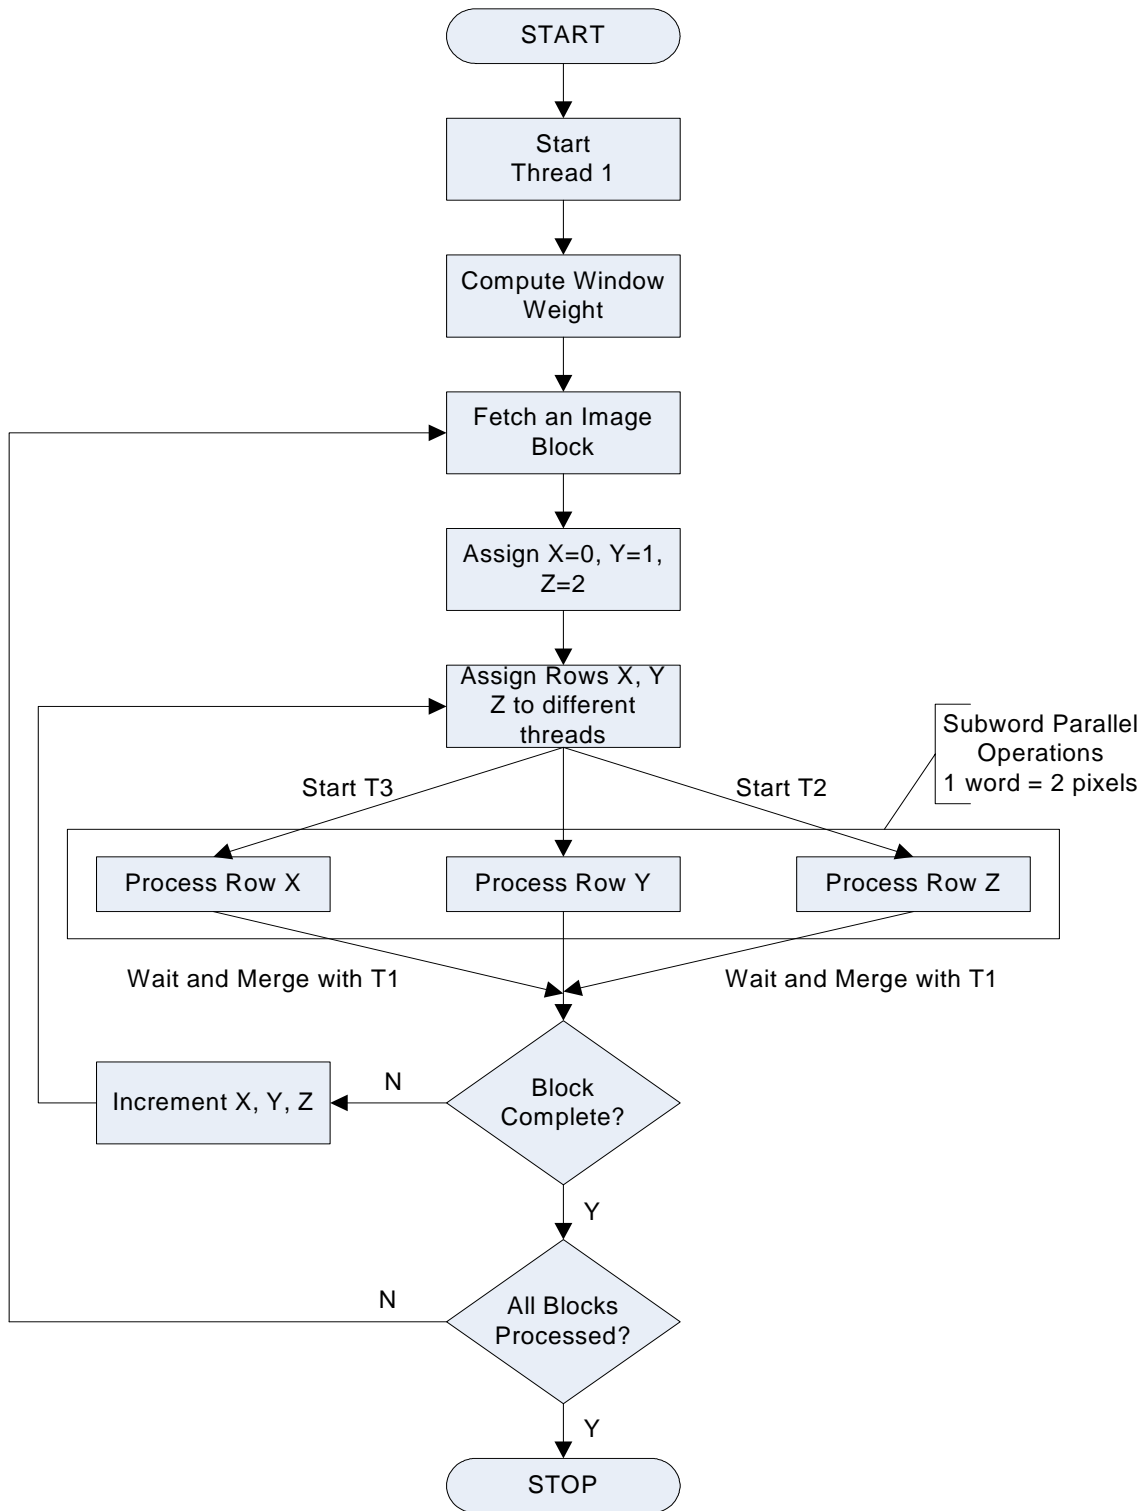 START
Start
Thread 1
Compute Window
Weight
Fetch an Image
Block
Assign X=0, Y=1,
Z=2
Assign Rows X, Y
Z to different
threads
Subword Parallel
Operations
1 word = 2 pixels
Start T3
Start T2
Process Row X
Process Row Y
Process Row Z
Wait and Merge with T1
Wait and Merge with T1
Block
Complete?
N
Increment X, Y, Z
Y
All Blocks
Processed?
N
Y
STOP